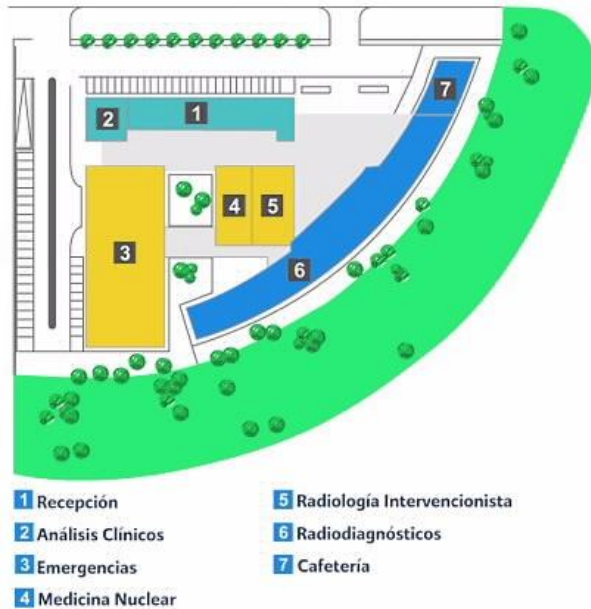 7
2
1
4
5
3
6
1 Recepción
2 Análisis Clínicos
3 Emergencias
4 Medicina Nuclear
5 Radiología Intervencionista
6 Radiodiagnósticos
7 Cafetería